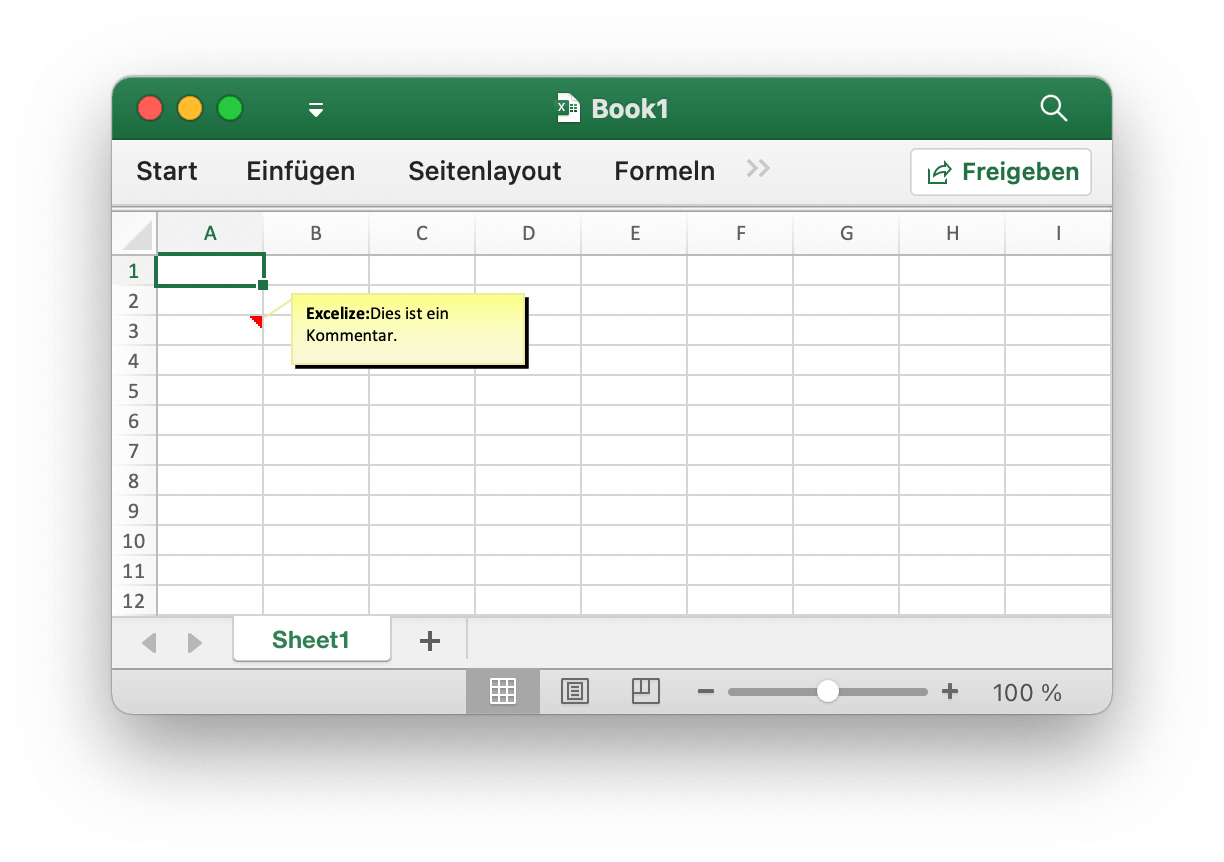 Book1
Start Einfügen Seitenlayout Formeln Freigeben
A B C D E F G H I
1
2
Excelize:Dies ist ein
3
Kommentar.
4
5
6
7
8
9
10
11
12
Sheet1
100 %